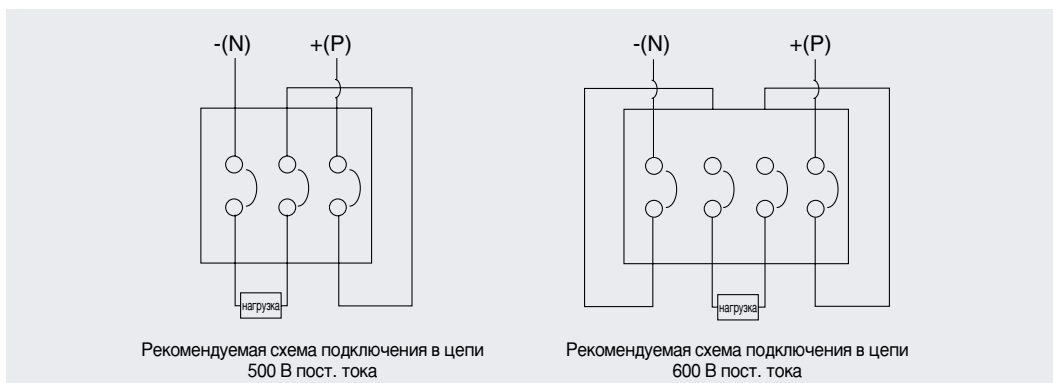 -(N) +(P)
нагрузка
Рекомендуемая схема подключения в цепи
500 В пост. тока
-(N) +(P)
нагрузка
Рекомендуемая схема подключения в цепи
600 В пост. тока